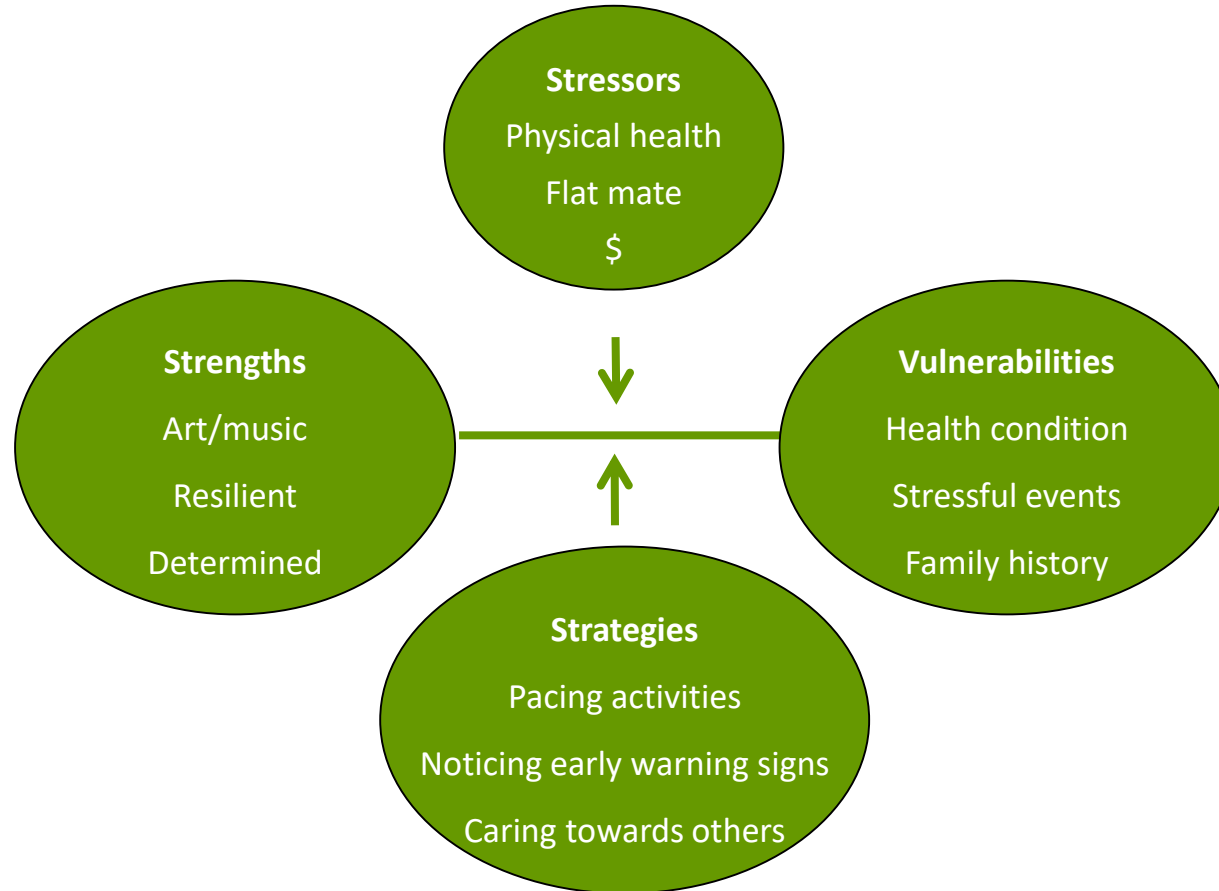 Stressors
Physical health
Flat mate
$
Strengths
Art/music
Resilient
Determined
Vulnerabilities
Health condition
Stressful events
Family history
Strategies
Pacing activities
Noticing early warning signs
Caring towards others